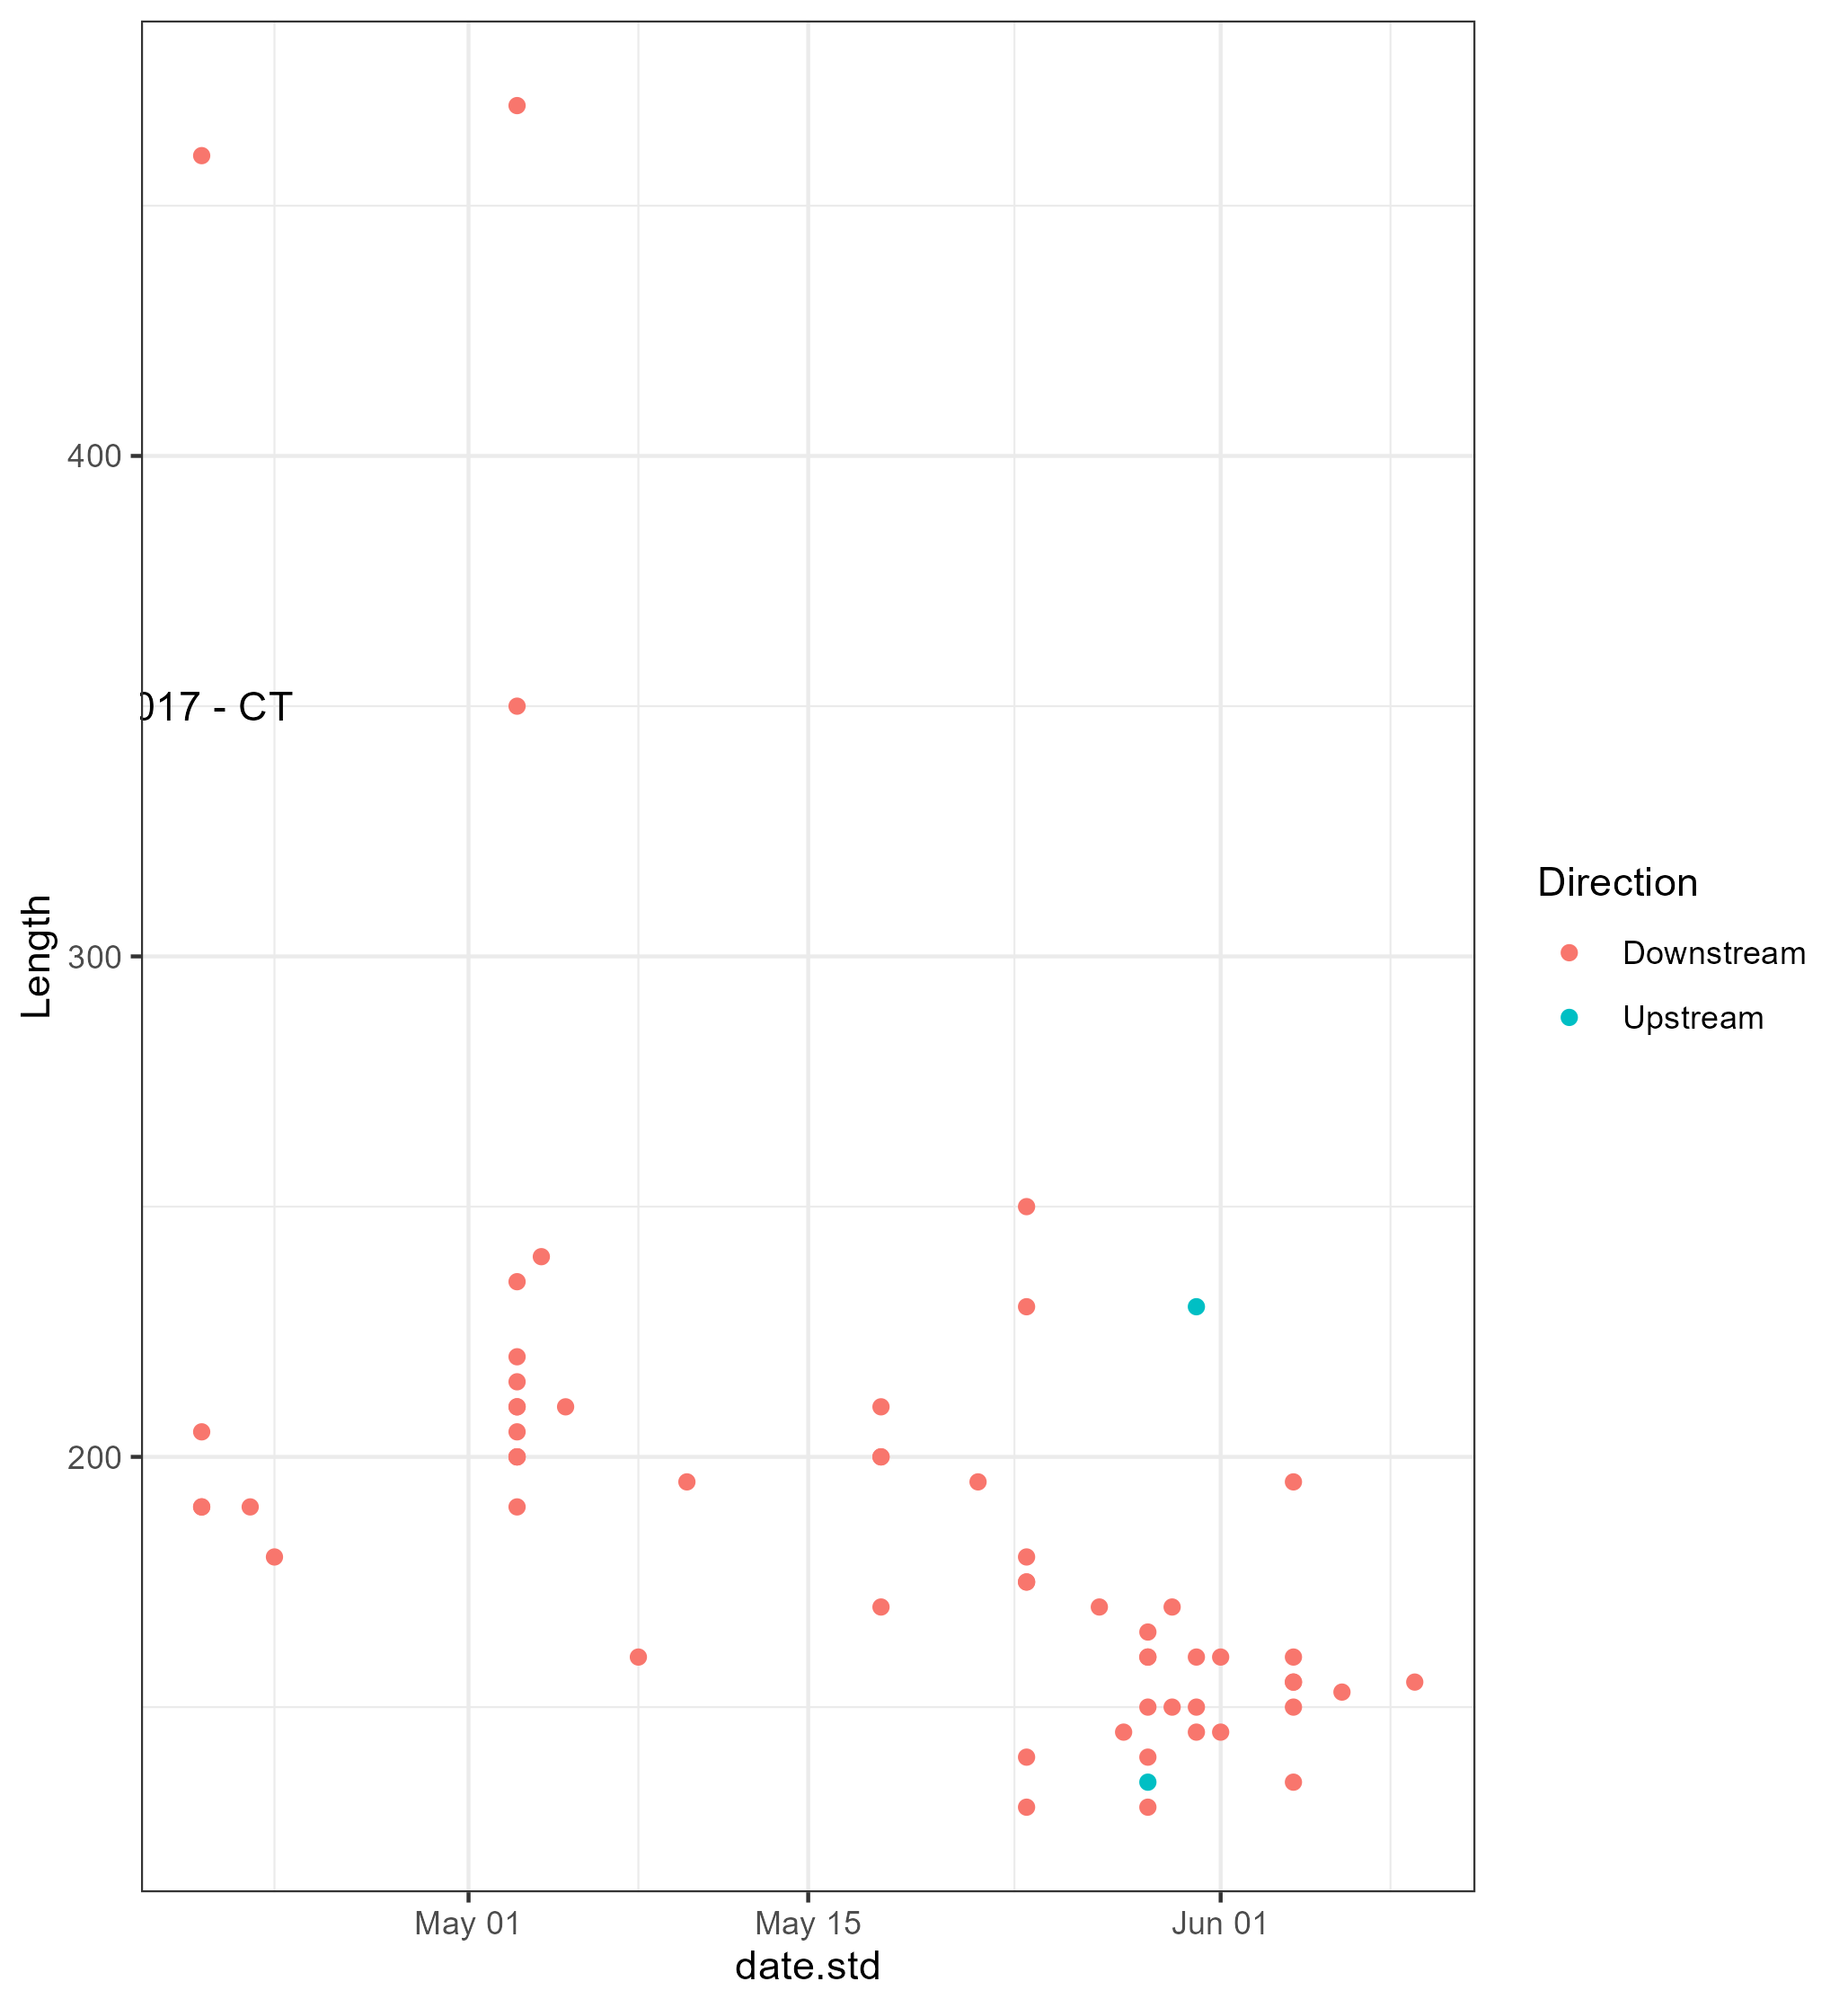 400
017 - CT
300
200
Length
May 01
May 15
Jun 01
date.std
Direction
Downstream
Upstream